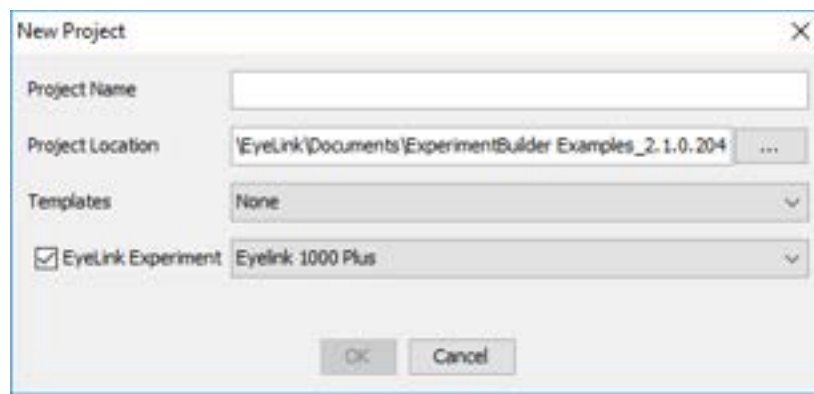 New Project
Project Name
Project Location \EyeLink\Documents\ExperimentBuilder Examples_2.1.0.204 ...
Templates None
EyeLink Experiment Eyelink 1000 Plus
OK Cancel